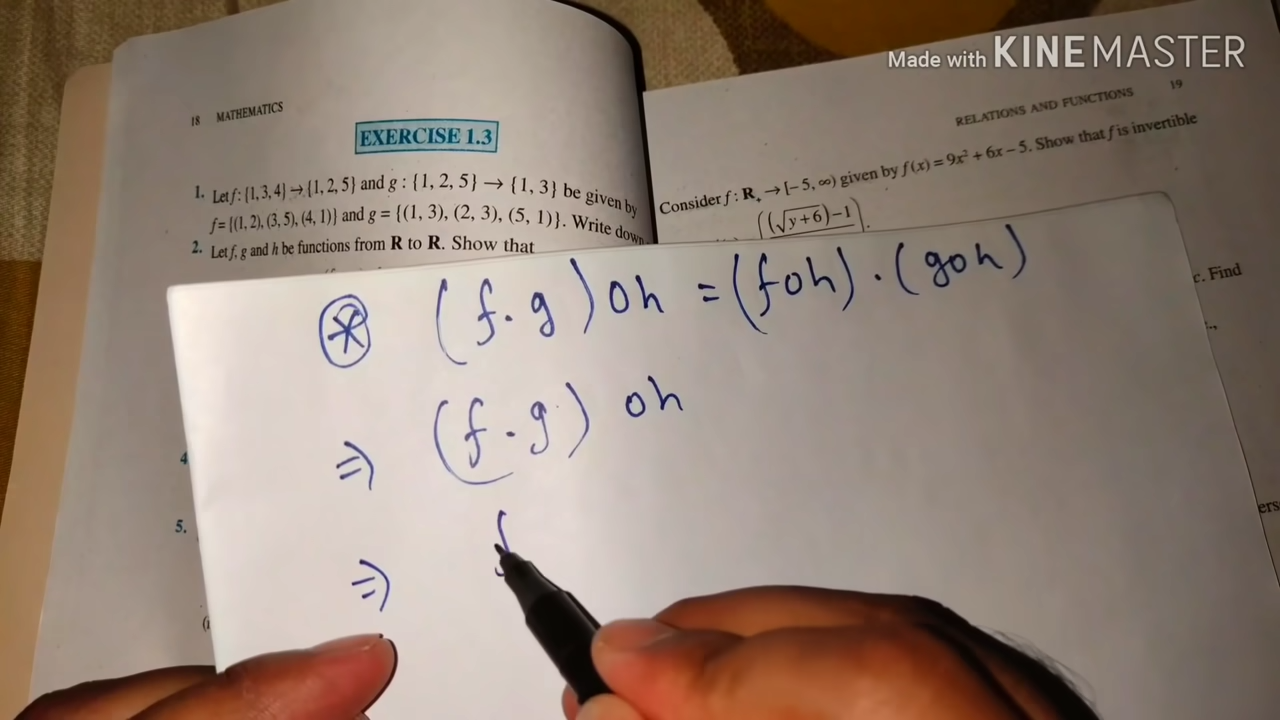 Made with KINEMASTER
18 MATHEMATICS
EXERCISE 1.3
1. Let f : {1, 3, 4} → {1, 2, 5} and g : {1, 2, 5} → {1, 3} be given by
f = {(1, 2), (3, 5), (4, 1)} and g = {(1, 3), (2, 3), (5, 1)}. Write down
2. Let f, g and h be functions from R to R. Show that
4
5.
RELATIONS AND FUNCTIONS 19
Consider f : R₊ → [– 5, ∞) given by f (x) = 9x² + 6x – 5. Show that f is invertible
((√y+6)–1
c. Find
(f.g)oh = (foh).(goh)
⇒ (f.g) oh
⇒ f